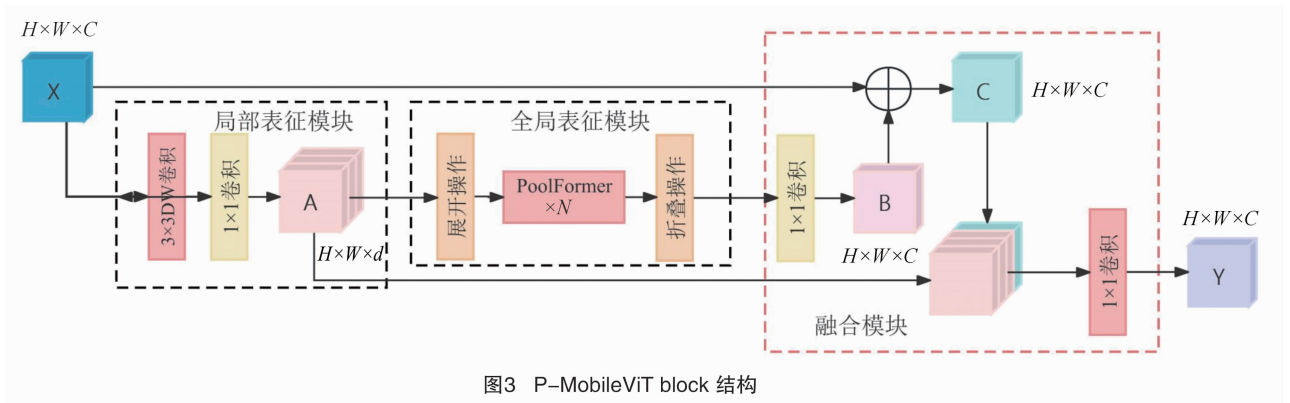 H×W×C
X
局部表征模块
3×3DW卷积
1×1卷积
A
H×W×d
全局表征模块
展开操作
PoolFormer
×N
折叠操作
1×1卷积
B
H×W×C
C
H×W×C
融合模块
1×1卷积
H×W×C
Y
图3 P-MobileViT block 结构